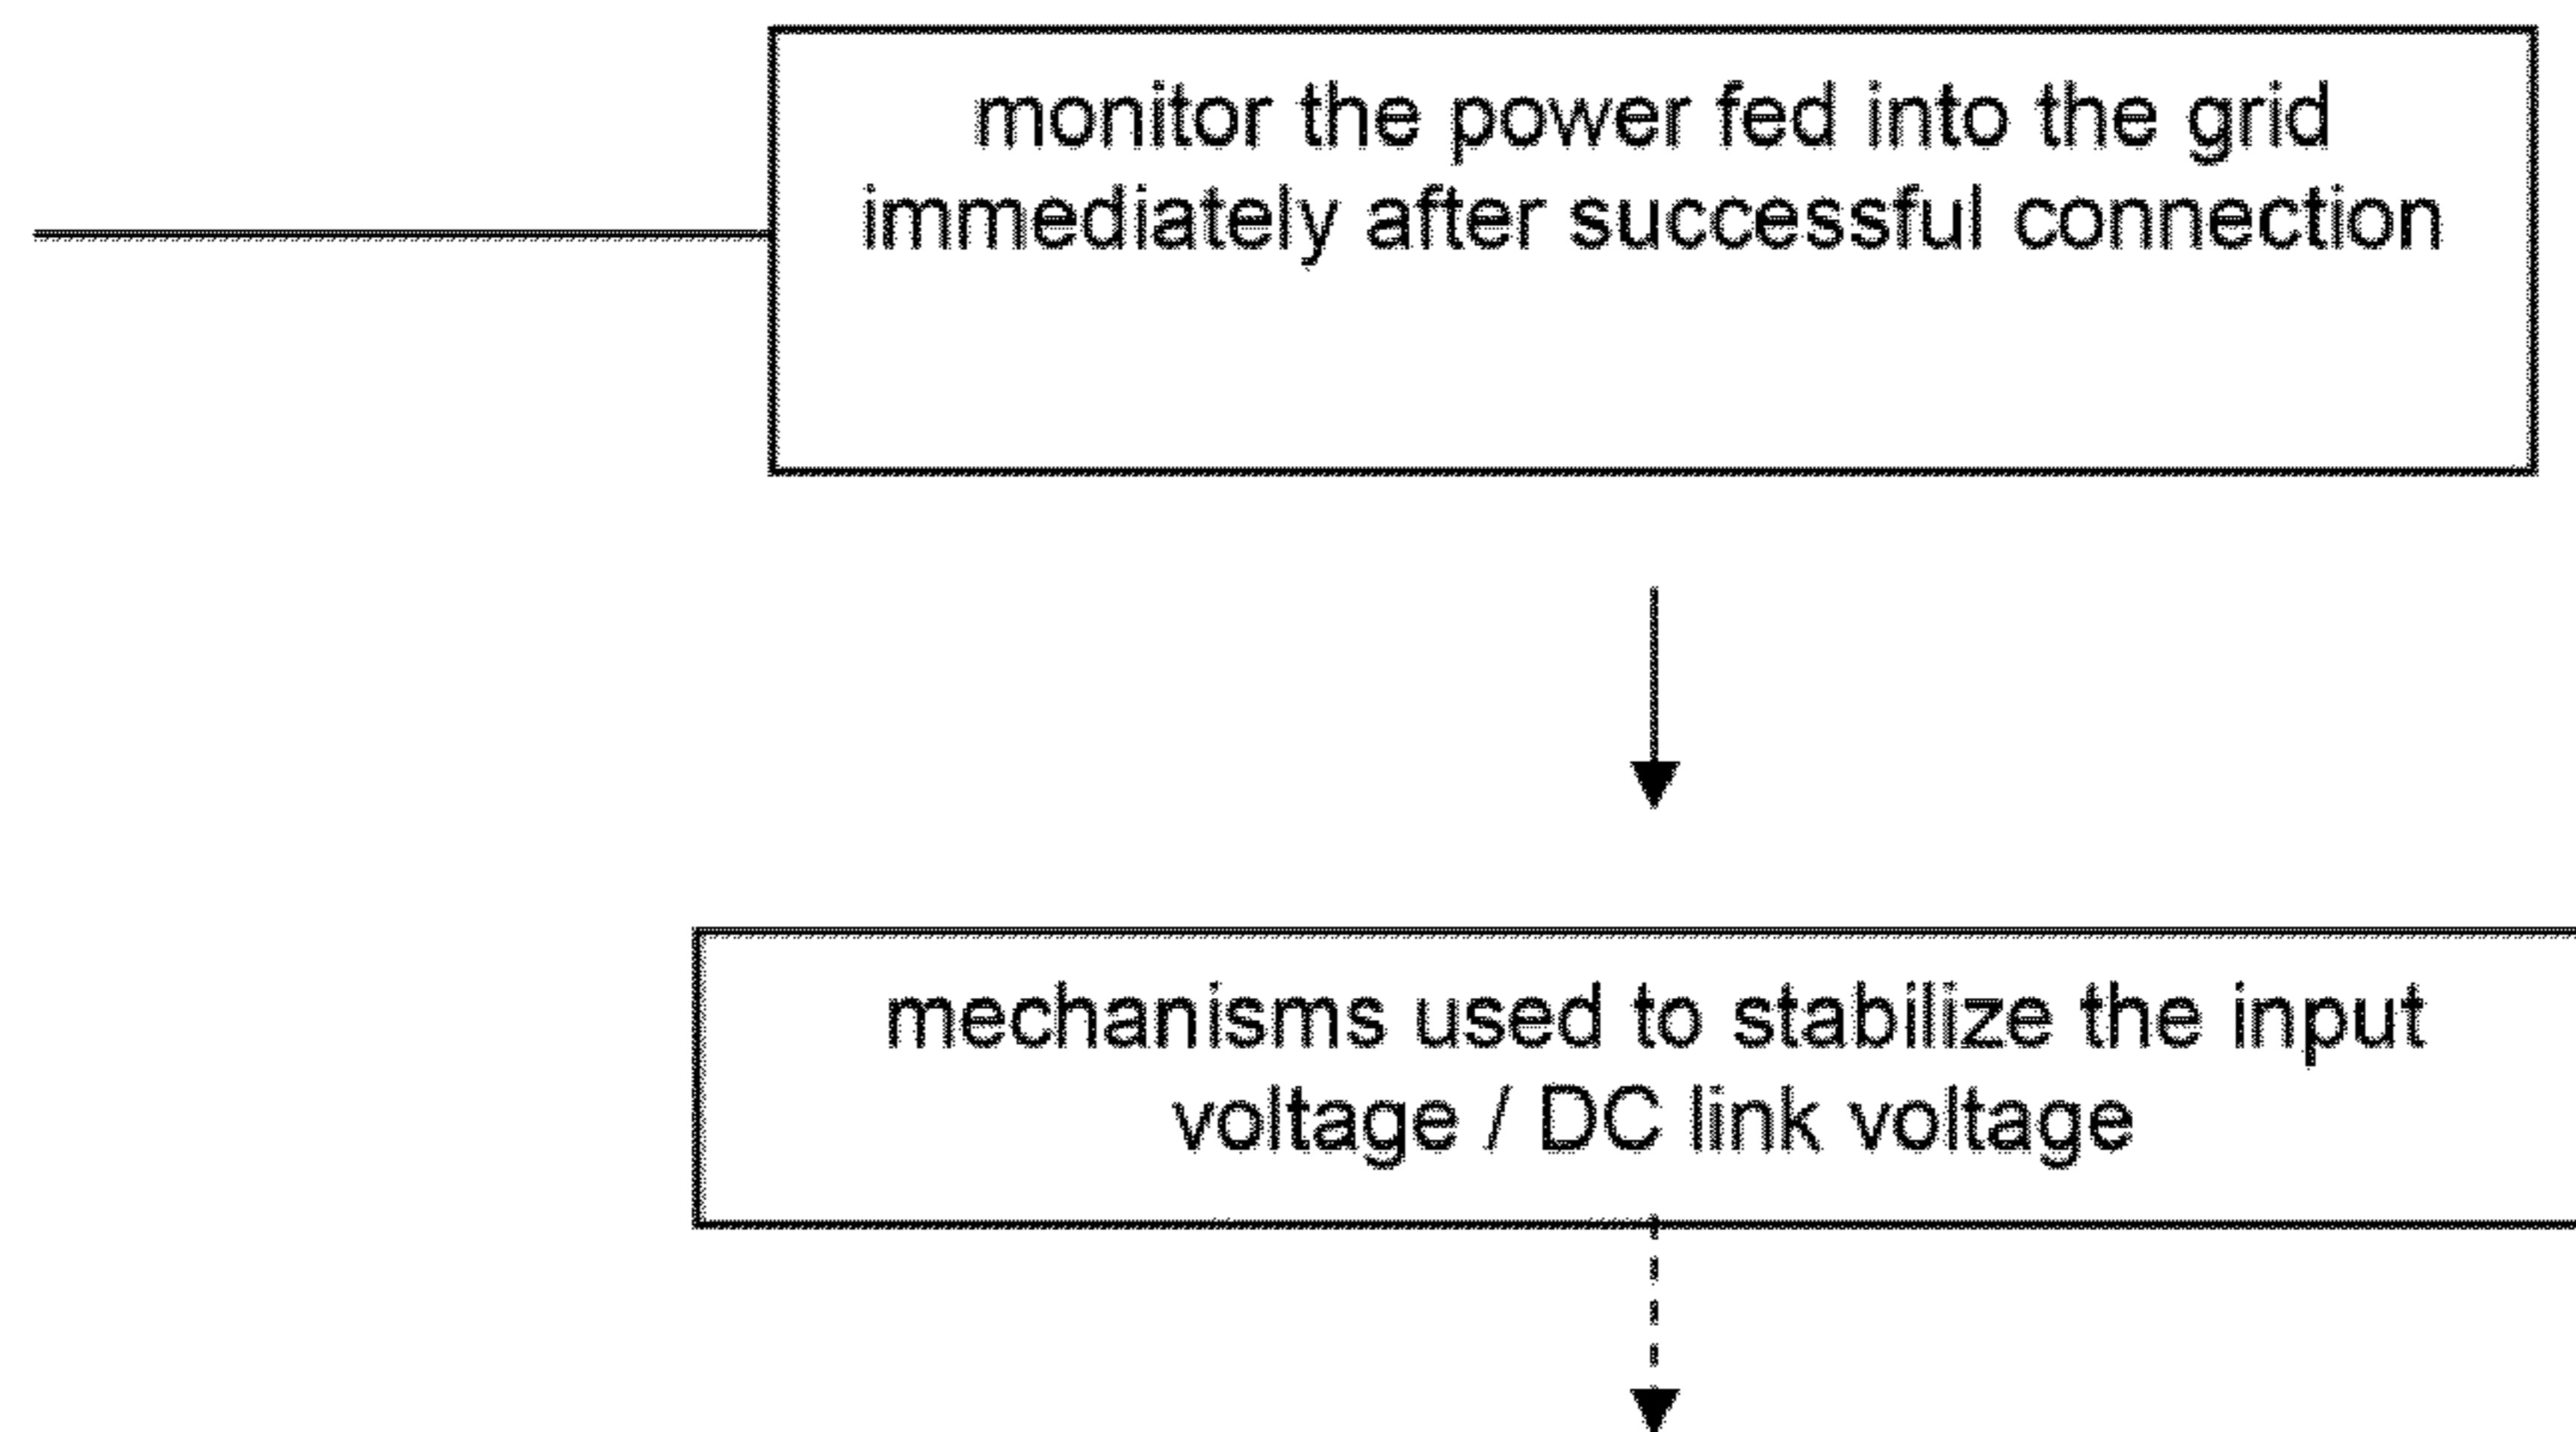 monitor the power fed into the grid
immediately after successful connection
mechanisms used to stabilize the input
voltage / DC link voltage